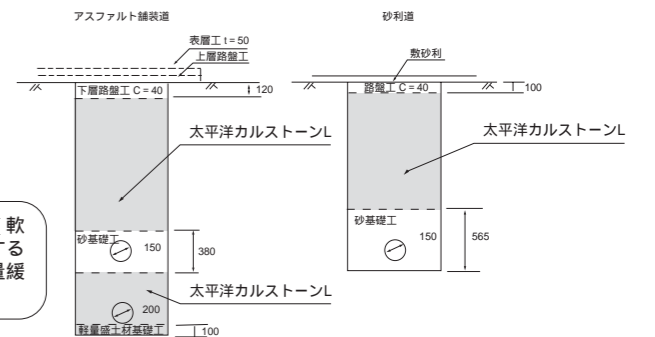 アスファルト舗装道
砂利道
表層工 t = 50
上層路盤工
敷砂利
下層路盤工 C = 40
120
路盤工 C = 40
100
太平洋カルストーンL
太平洋カルストーンL
軟
する
量緩
砂基礎工
150
380
砂基礎工
150
565
太平洋カルストーンL
200
軽量盛土材基礎工
100